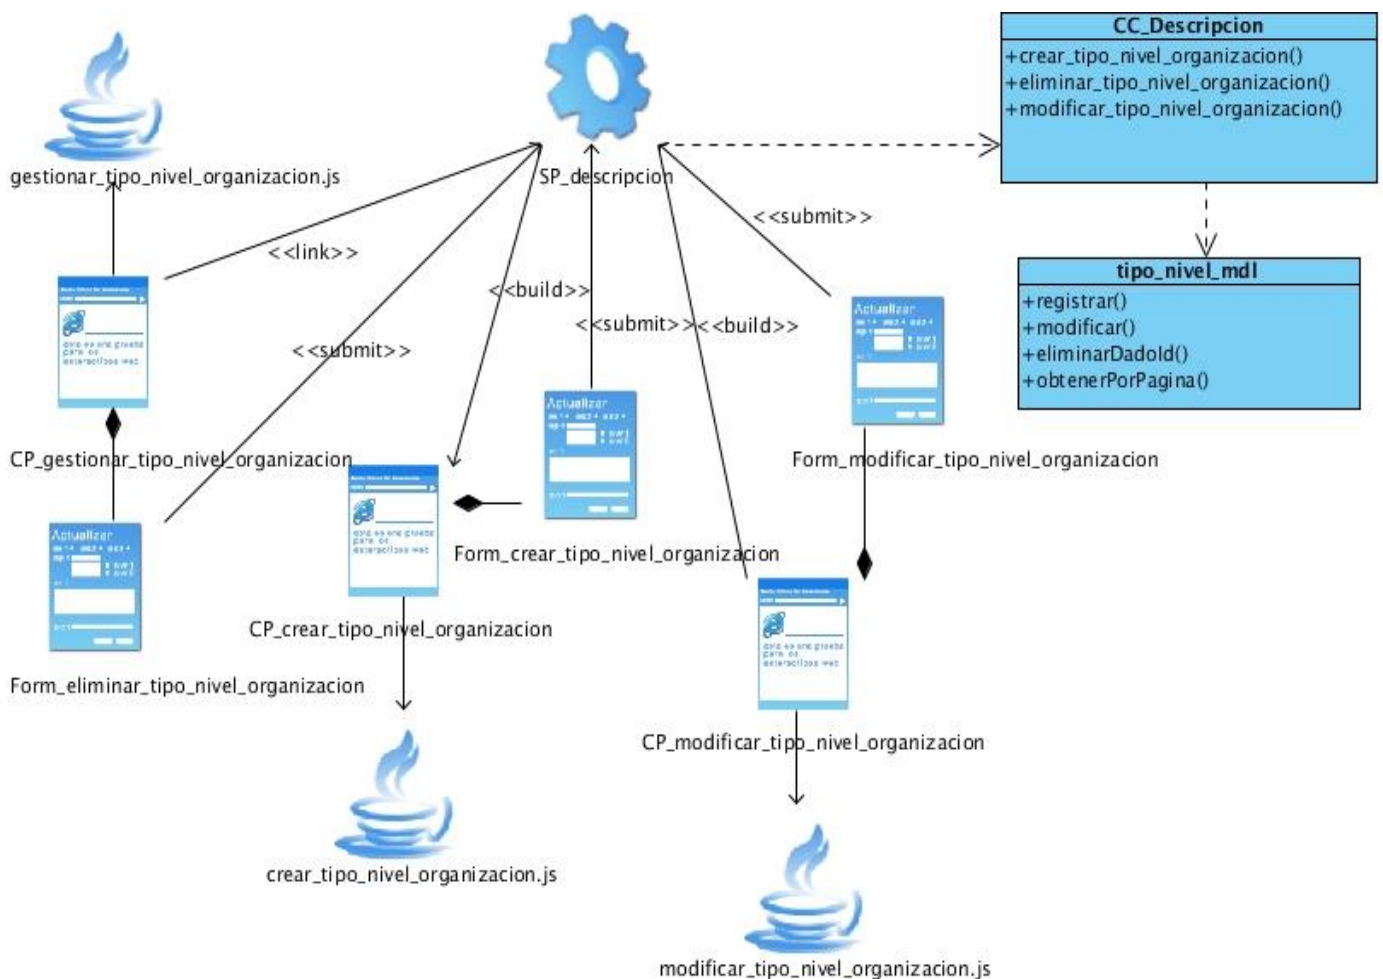 CC_Descripcion
+crear_tipo_nivel_organizacion()
+eliminar_tipo_nivel_organizacion()
+modificar_tipo_nivel_organizacion()
gestionar_tipo_nivel_organizacion.js
SP_descripcion
<<submit>>
<<link>>
tipo_nivel_mdl
+registrar()
+modificar()
+eliminarDadoId()
+obtenerPorPagina()
<<build>>
<<submit>>
<<build>>
<<submit>>
Actualizar
Actualizar
CP_gestionar_tipo_nivel_organizacion
Form_modificar_tipo_nivel_organizacion
Actualizar
Form_crear_tipo_nivel_organizacion
CP_crear_tipo_nivel_organizacion
Form_eliminar_tipo_nivel_organizacion
CP_modificar_tipo_nivel_organizacion
crear_tipo_nivel_organizacion.js
modificar_tipo_nivel_organizacion.js